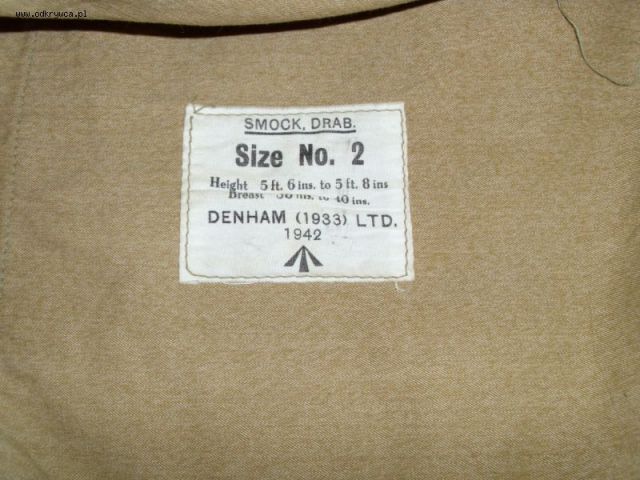 www.odkrywca.pl
SMOCK, DRAB.
Size No. 2
Height 5 ft. 6 ins. to 5 ft. 8 ins
Breast ins. to 40 ins.
DENHAM (1933) LTD.
1942